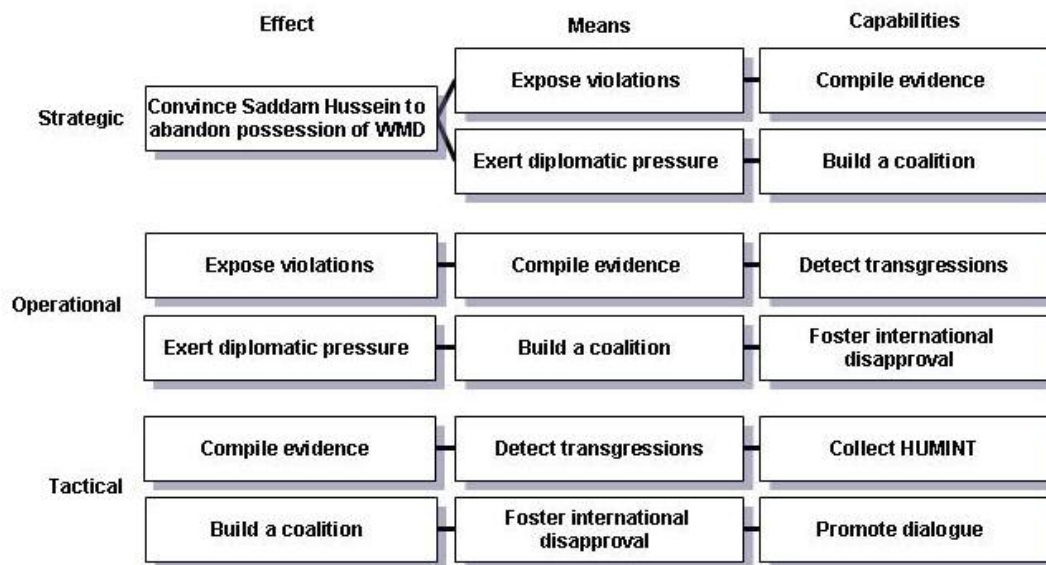 Effect
Means
Capabilities
Strategic
Convince Saddam Hussein to
abandon possession of WMD
Expose violations
Compile evidence
Exert diplomatic pressure
Build a coalition
Operational
Expose violations
Compile evidence
Detect transgressions
Exert diplomatic pressure
Build a coalition
Foster international
disapproval
Tactical
Compile evidence
Detect transgressions
Collect HUMINT
Build a coalition
Foster international
disapproval
Promote dialogue